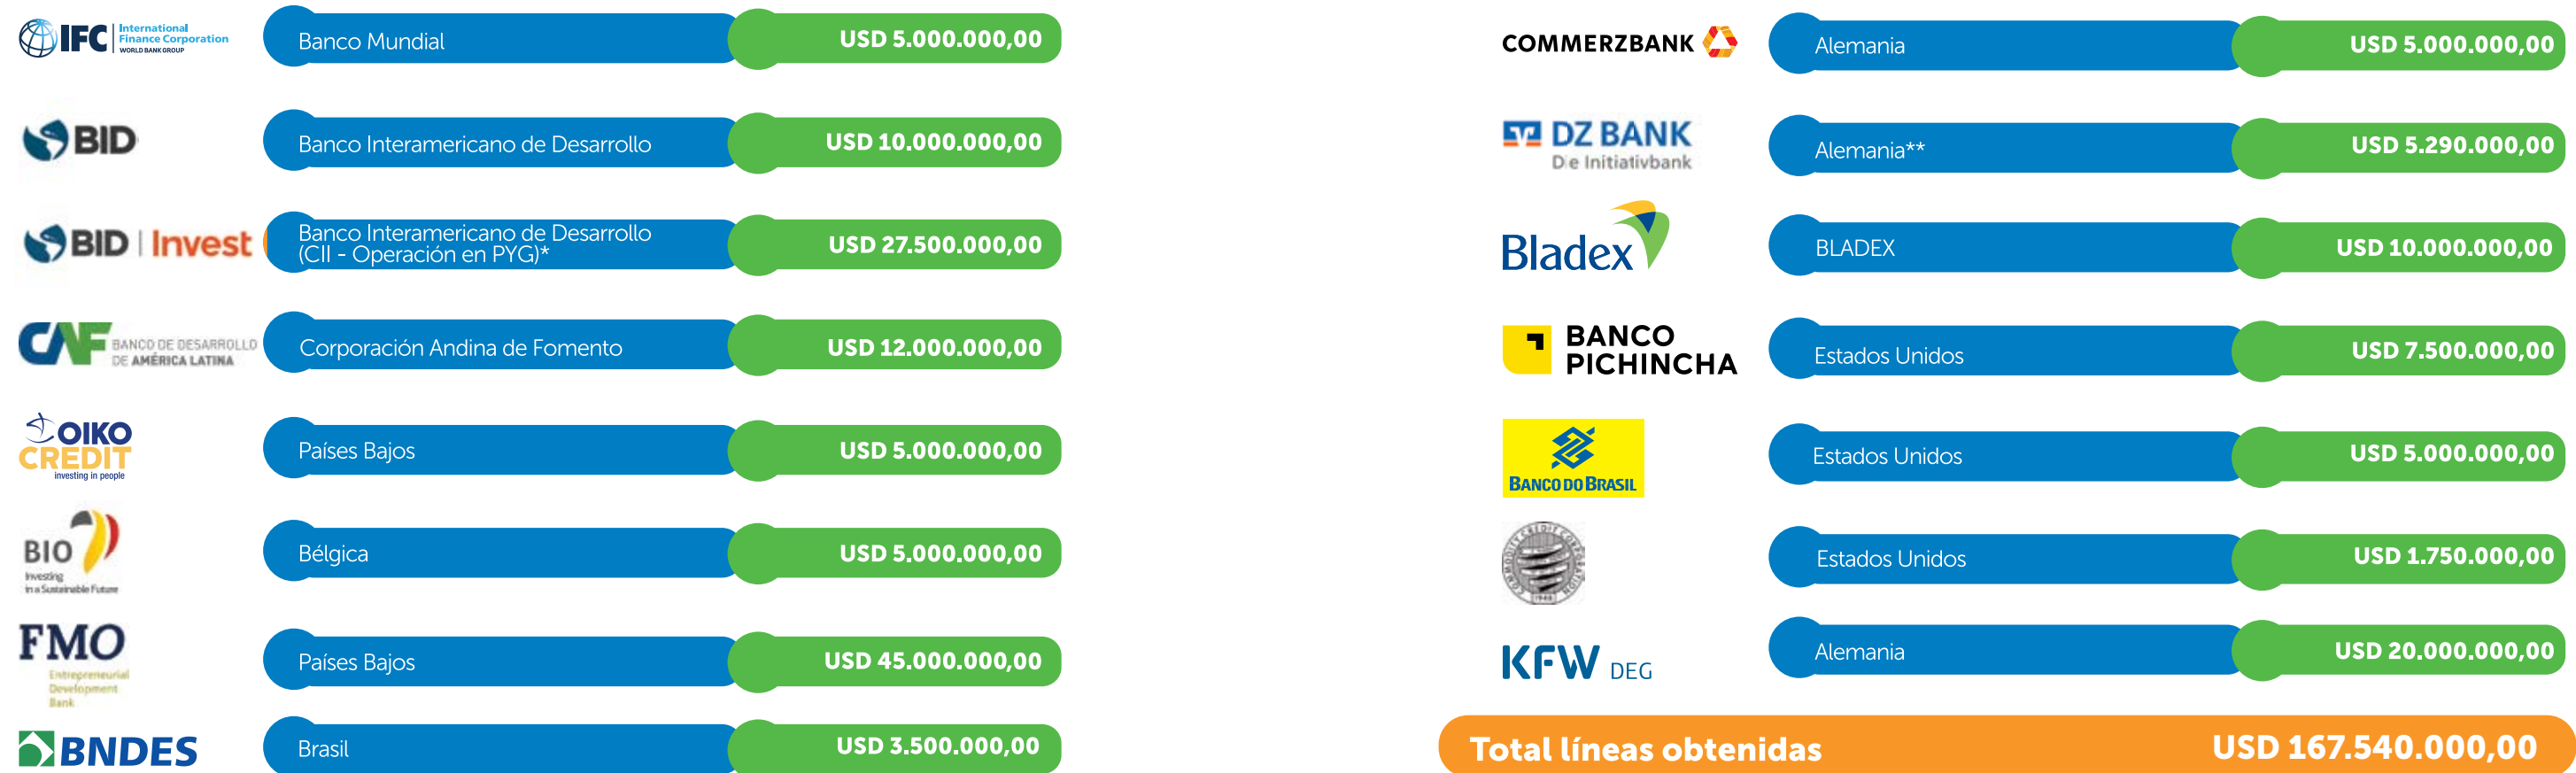 IFC International
Finance Corporation
WORLD BANK GROUP
Banco Mundial
USD 5.000.000,00
BID
Banco Interamericano de Desarrollo
USD 10.000.000,00
BID | Invest
Banco Interamericano de Desarrollo
(CII - Operación en PYG)*
USD 27.500.000,00
CAF BANCO DE DESARROLLO
DE AMÉRICA LATINA
Corporación Andina de Fomento
USD 12.000.000,00
OIKO
CREDIT
investing in people
Países Bajos
USD 5.000.000,00
BIO
Investing
in a Sustainable Future
Bélgica
USD 5.000.000,00
FMO
Entrepreneurial
Development
Bank
Países Bajos
USD 45.000.000,00
BNDES
Brasil
USD 3.500.000,00
COMMERZBANK
Alemania
USD 5.000.000,00
DZ BANK
Die Initiativbank
Alemania**
USD 5.290.000,00
Bladex
BLADEX
USD 10.000.000,00
BANCO
PICHINCHA
Estados Unidos
USD 7.500.000,00
BANCO DO BRASIL
Estados Unidos
USD 5.000.000,00
COMMODITY CREDIT CORPORATION
Estados Unidos
USD 1.750.000,00
KFW DEG
Alemania
USD 20.000.000,00
Total líneas obtenidas
USD 167.540.000,00